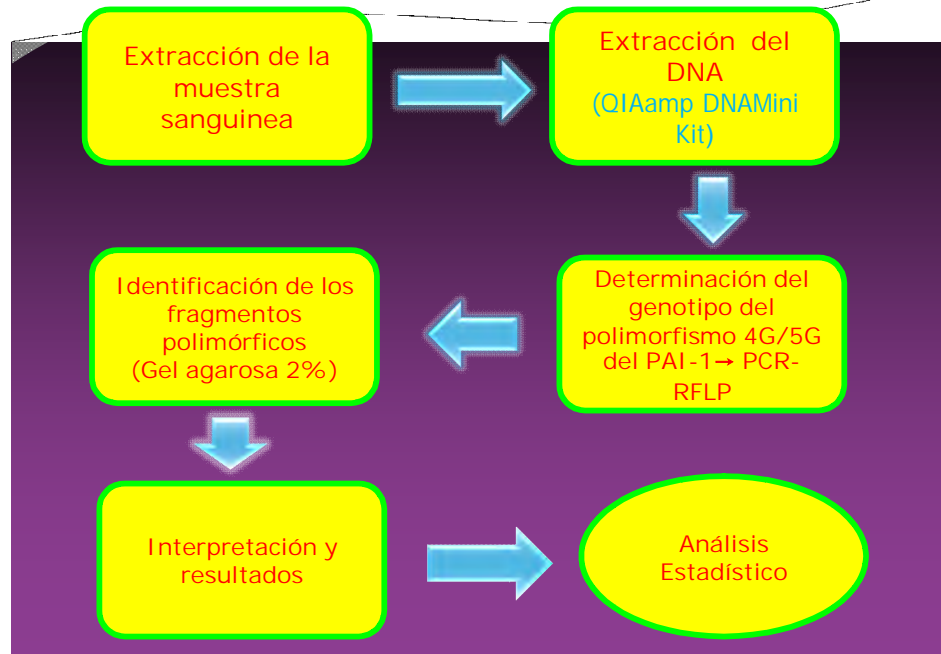 Extracción de la
muestra
sanguinea
Extracción del
DNA
(QIAamp DNAMini
Kit)
Determinación del
genotipo del
polimorfismo 4G/5G
del PAI-1→ PCR-
RFLP
Identificación de los
fragmentos
polimórficos
(Gel agarosa 2%)
Interpretación y
resultados
Análisis
Estadístico